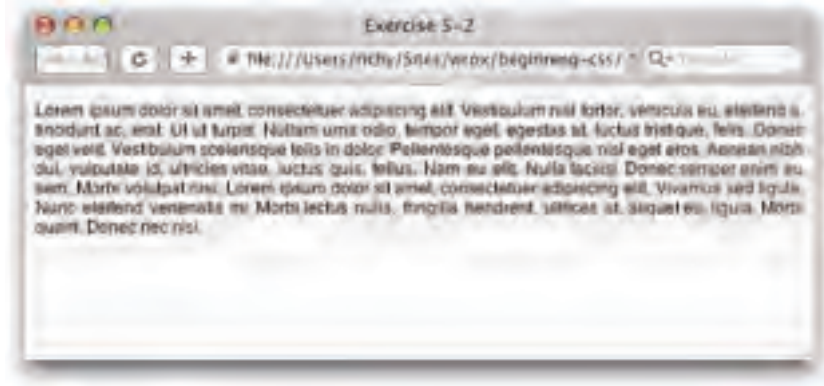 Exercise 5-2
file:///Users/richy/Sites/wrox/beginning-css/
Lorem ipsum dolor sit amet, consectetuer adipiscing elit. Vestibulum nisl tortor, vehicula eu, eleifend a,
tincidunt ac, erat. Ut ut turpis. Nullam urna odio, tempor eget, egestas at, luctus tristique, felis. Donec
eget velit. Vestibulum scelerisque felis in dolor. Pellentesque pellentesque nisl eget eros. Aenean nibh
dui, vulputate id, ultricies vitae, luctus quis, tellus. Nam eu elit. Nulla facilisi. Donec semper enim eu
sem. Morbi volutpat nisi. Lorem ipsum dolor sit amet, consectetuer adipiscing elit. Vivamus sed ligula.
Nunc eleifend venenatis mi. Morbi lectus nulla, fringilla hendrerit, ultrices at, aliquet eu, ligula. Morbi
quam. Donec nec nisl.